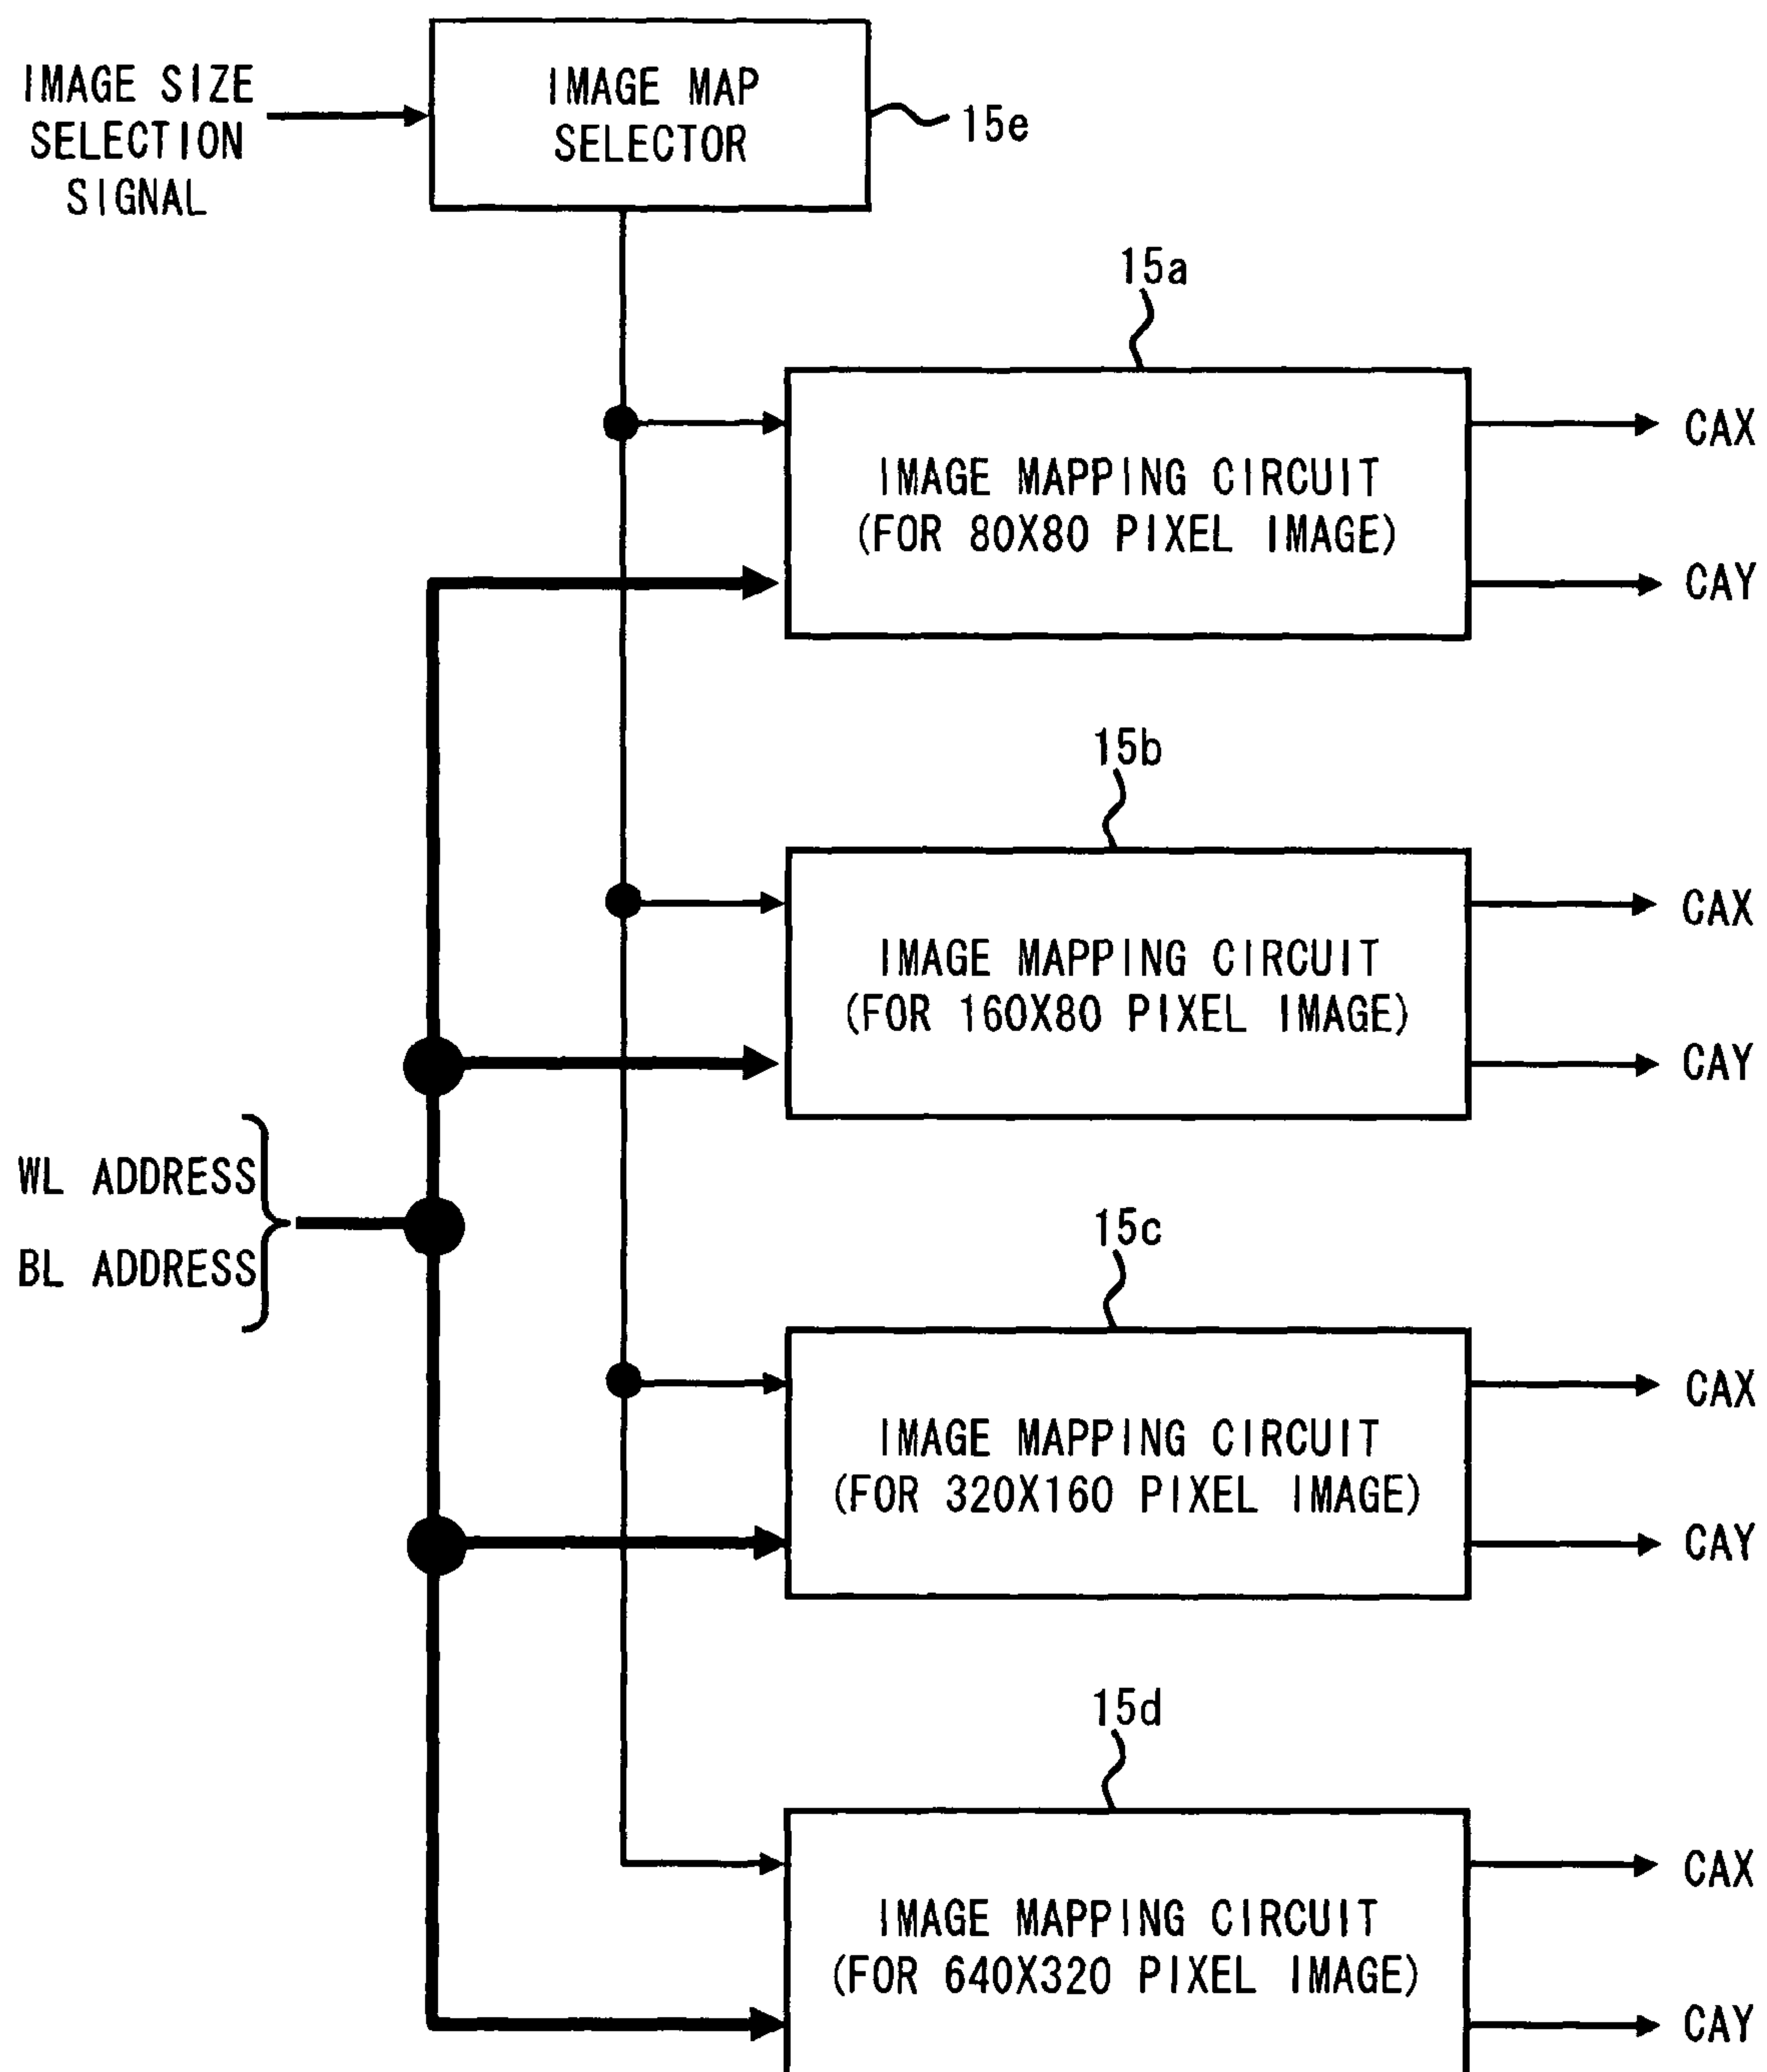 IMAGE SIZE
SELECTION
SIGNAL
IMAGE MAP
SELECTOR
15e
15a
IMAGE MAPPING CIRCUIT
(FOR 80X80 PIXEL IMAGE)
CAX
CAY
15b
IMAGE MAPPING CIRCUIT
(FOR 160X80 PIXEL IMAGE)
CAX
CAY
WL ADDRESS
BL ADDRESS
15c
IMAGE MAPPING CIRCUIT
(FOR 320X160 PIXEL IMAGE)
CAX
CAY
15d
IMAGE MAPPING CIRCUIT
(FOR 640X320 PIXEL IMAGE)
CAX
CAY